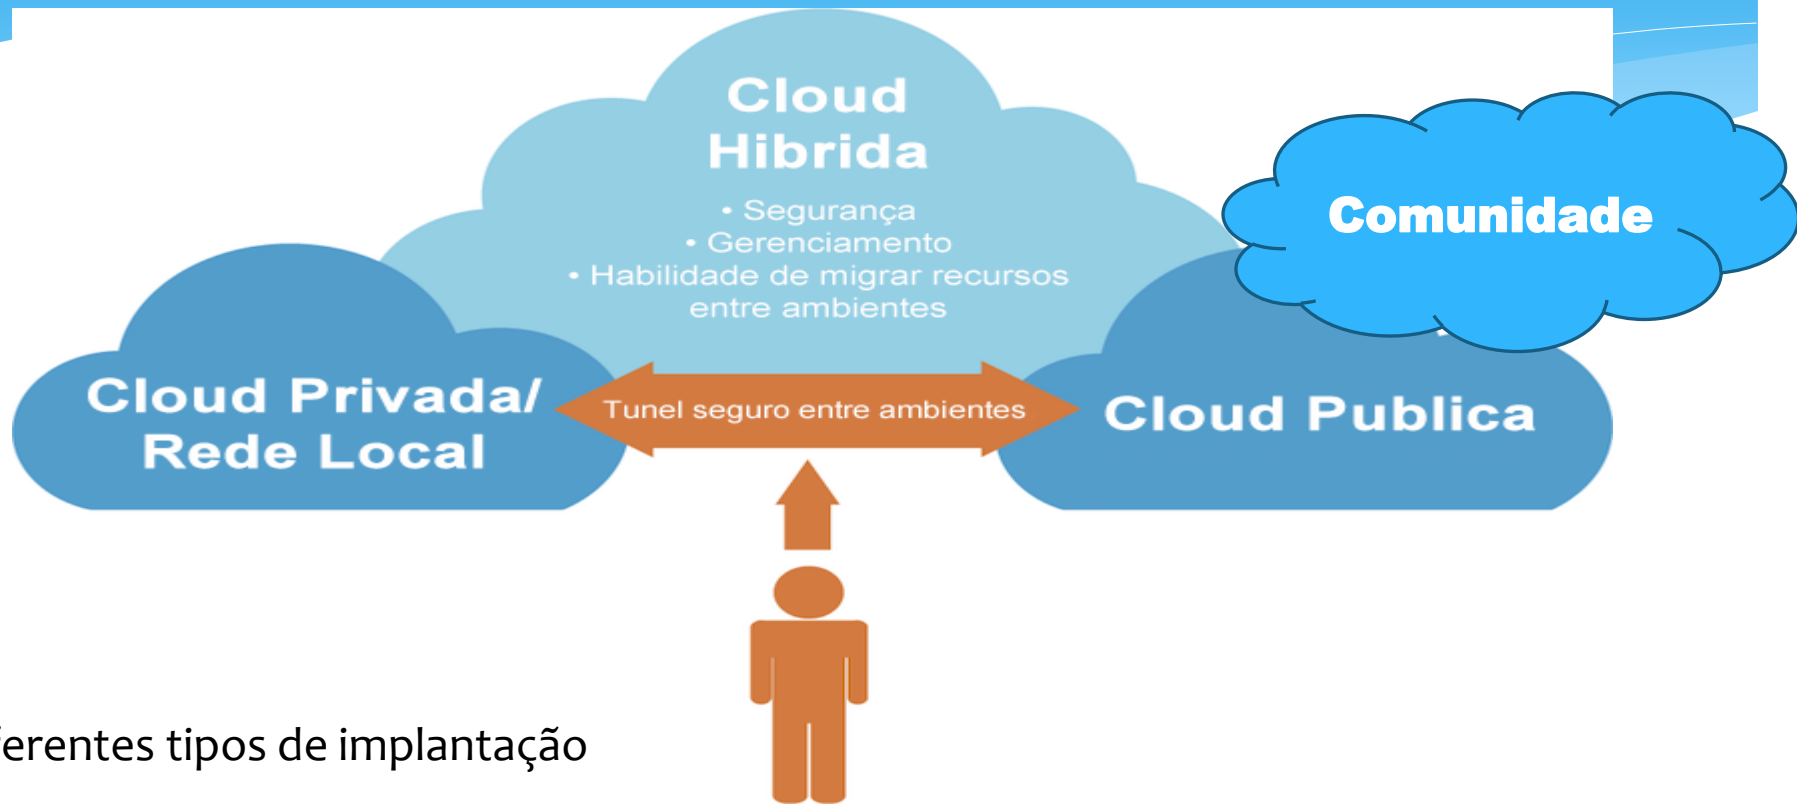 Cloud
Hibrida
• Segurança
• Gerenciamento
• Habilidade de migrar recursos
entre ambientes
Comunidade
Cloud Privada/
Rede Local
Tunel seguro entre ambientes
Cloud Publica
ferentes tipos de implantação